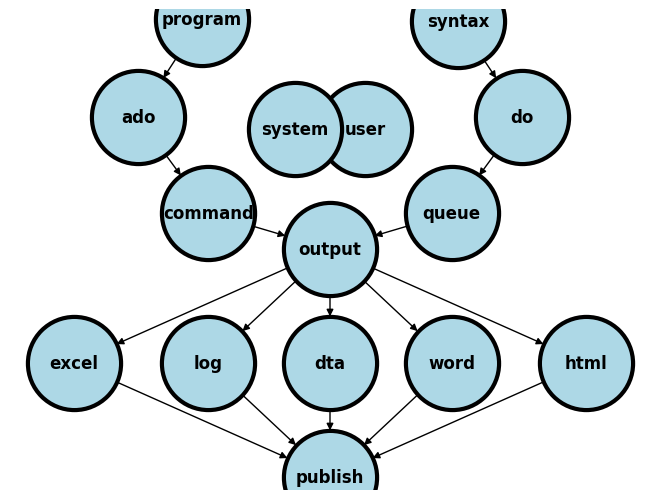 program
syntax
ado
system
user
do
command
queue
output
excel
log
dta
word
html
publish